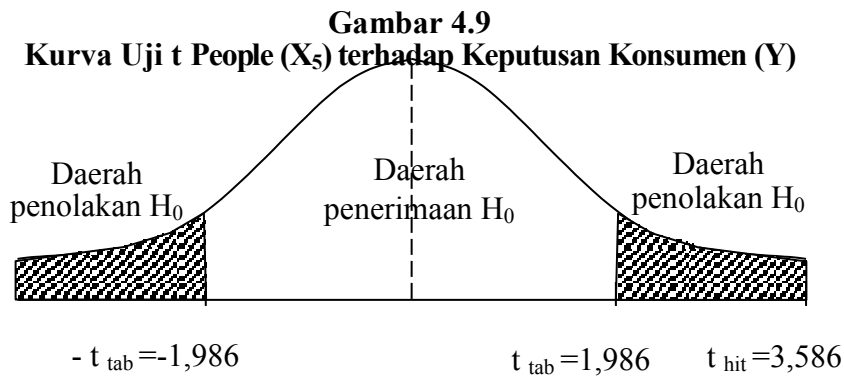 Gambar 4.9
Kurva Uji t People (X₅) terhadap Keputusan Konsumen (Y)
Daerah
penolakan H₀
Daerah
penerimaan H₀
Daerah
penolakan H₀
- t tab =-1,986
t tab =1,986
t hit=3,586